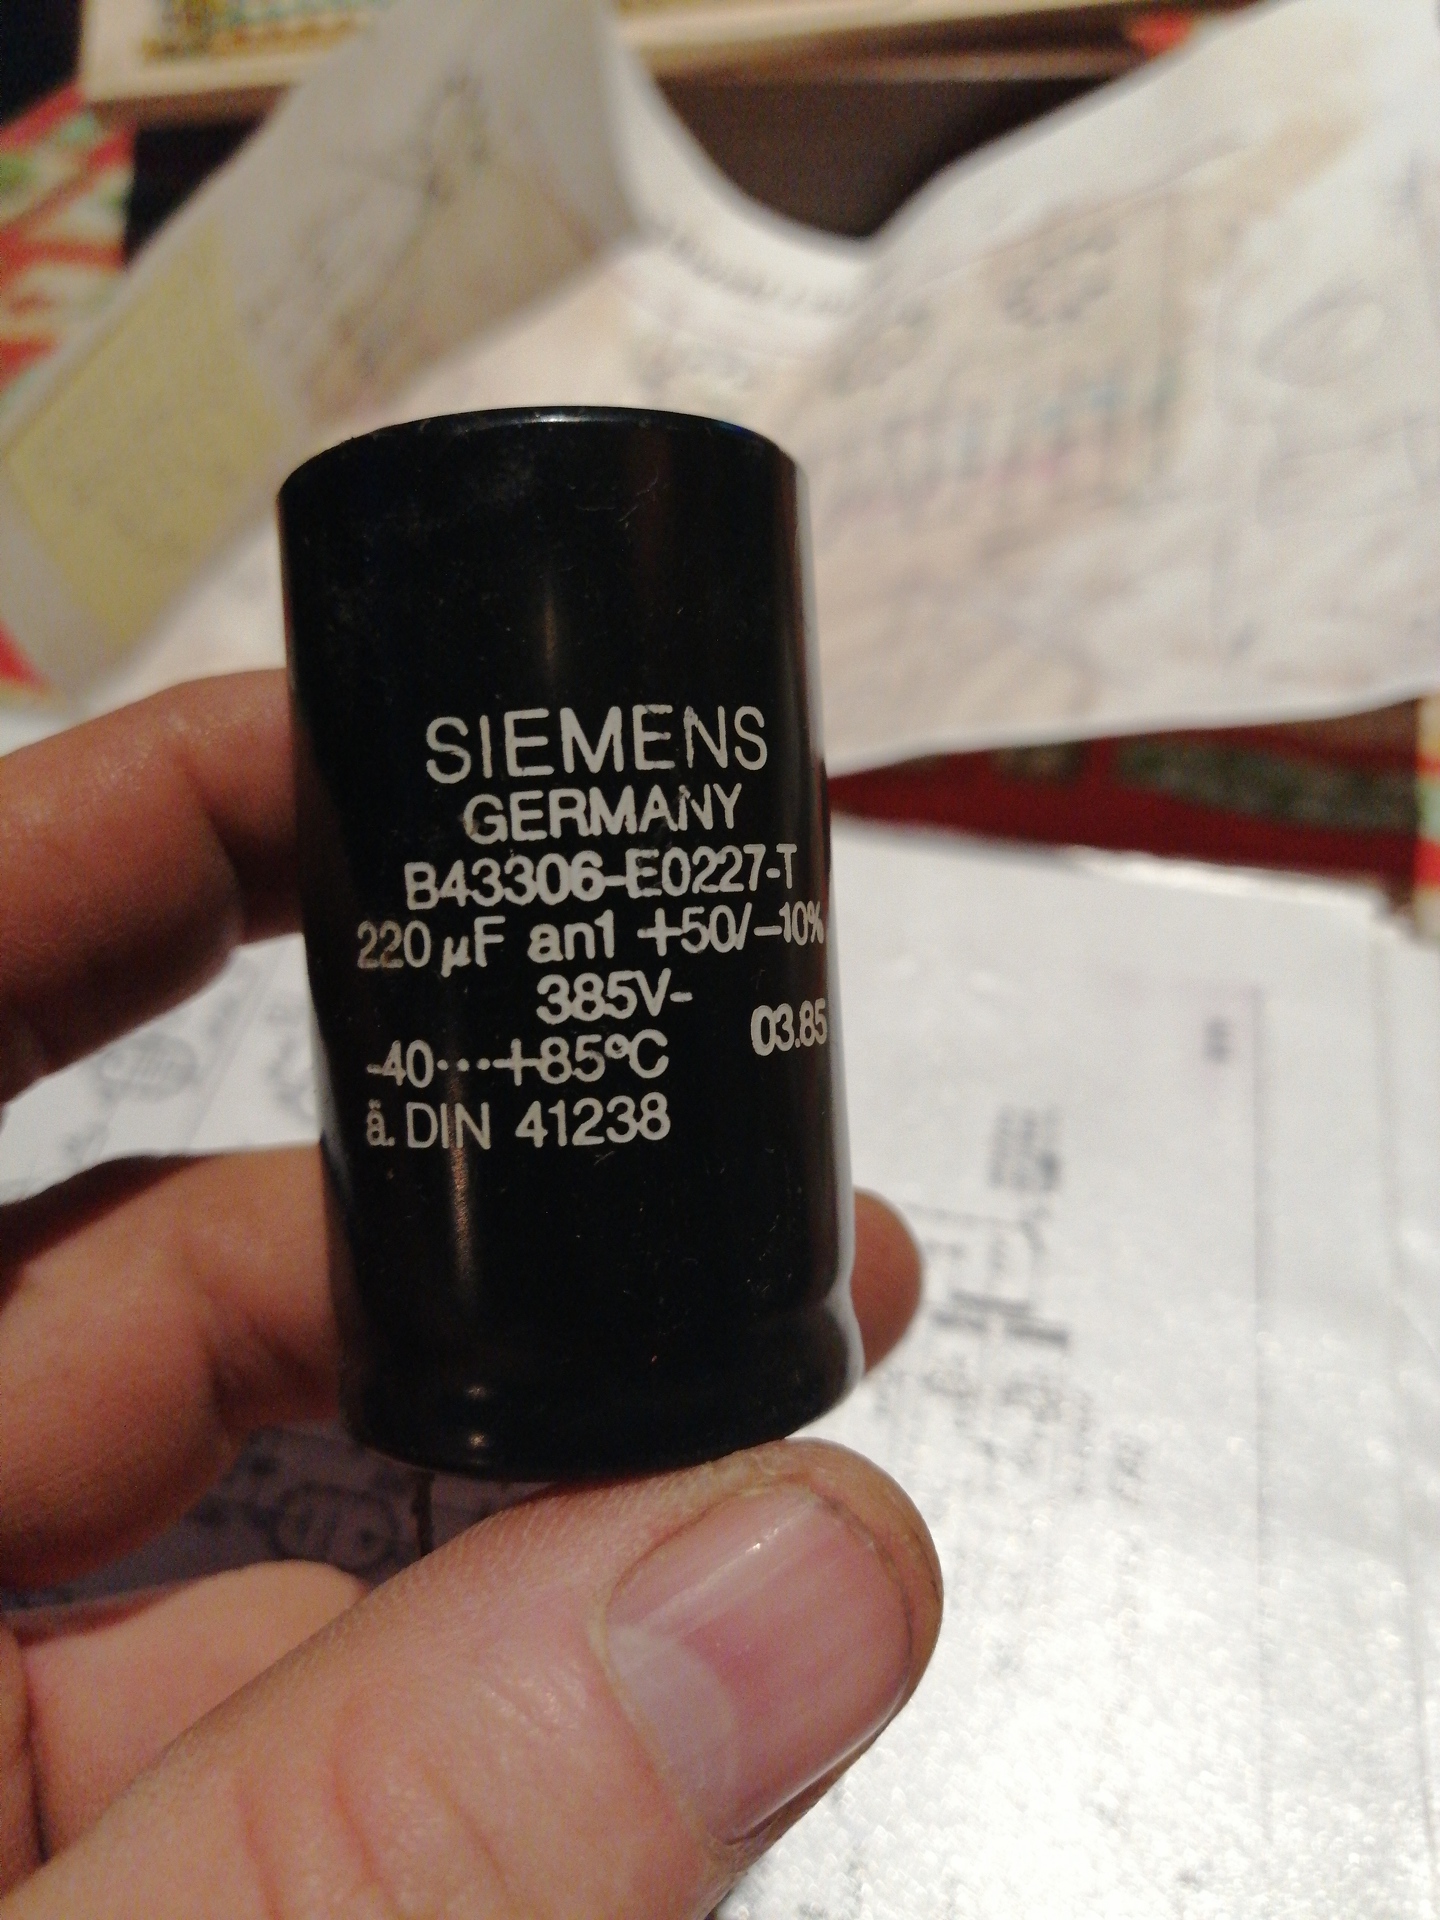 SIEMENS
GERMANY
B43306-E0227-T
220 µF an1 +50/-10%
385V-
03.85
-40···+85°C
ä. DIN 41238